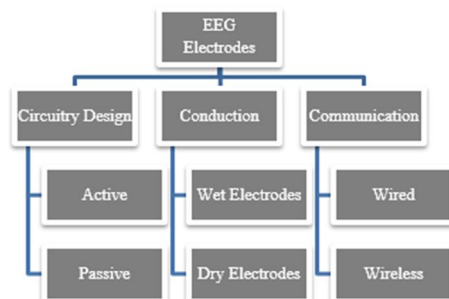 EEG
Electrodes
Circuitry Design
Conduction
Communication
Active
Wet Electrodes
Wired
Passive
Dry Electrodes
Wireless